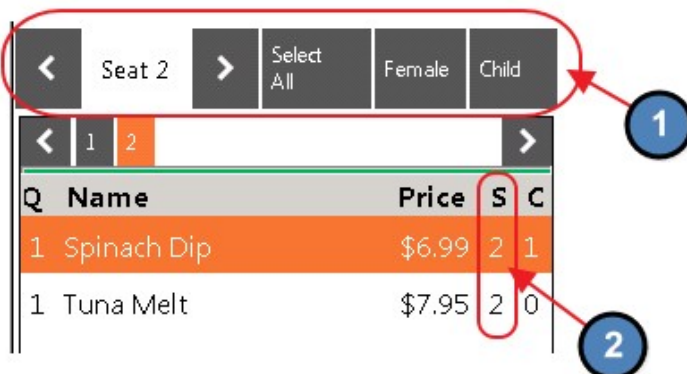 Seat 2 Select All Female Child
1
1 2
Q Name Price S C
1 Spinach Dip $6.99 2 1
1 Tuna Melt $7.95 2 0
2